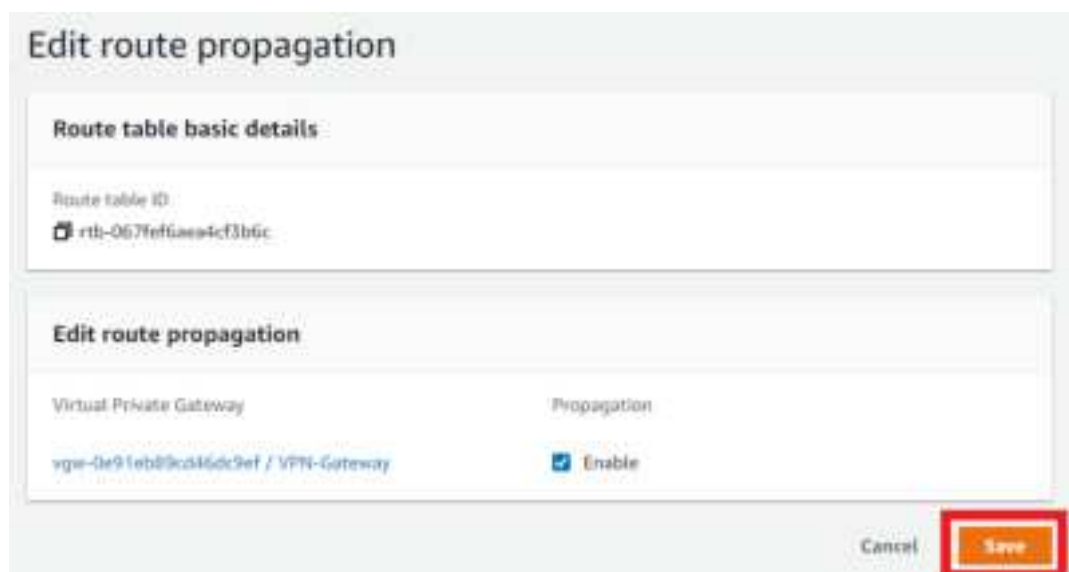 Edit route propagation
Route table basic details
Route table ID
rtb-067fef6aea4cf3b6c
Edit route propagation
Virtual Private Gateway
Propagation
vgw-0e91eb89cd46dc9ef / VPN-Gateway
Enable
Cancel
Save